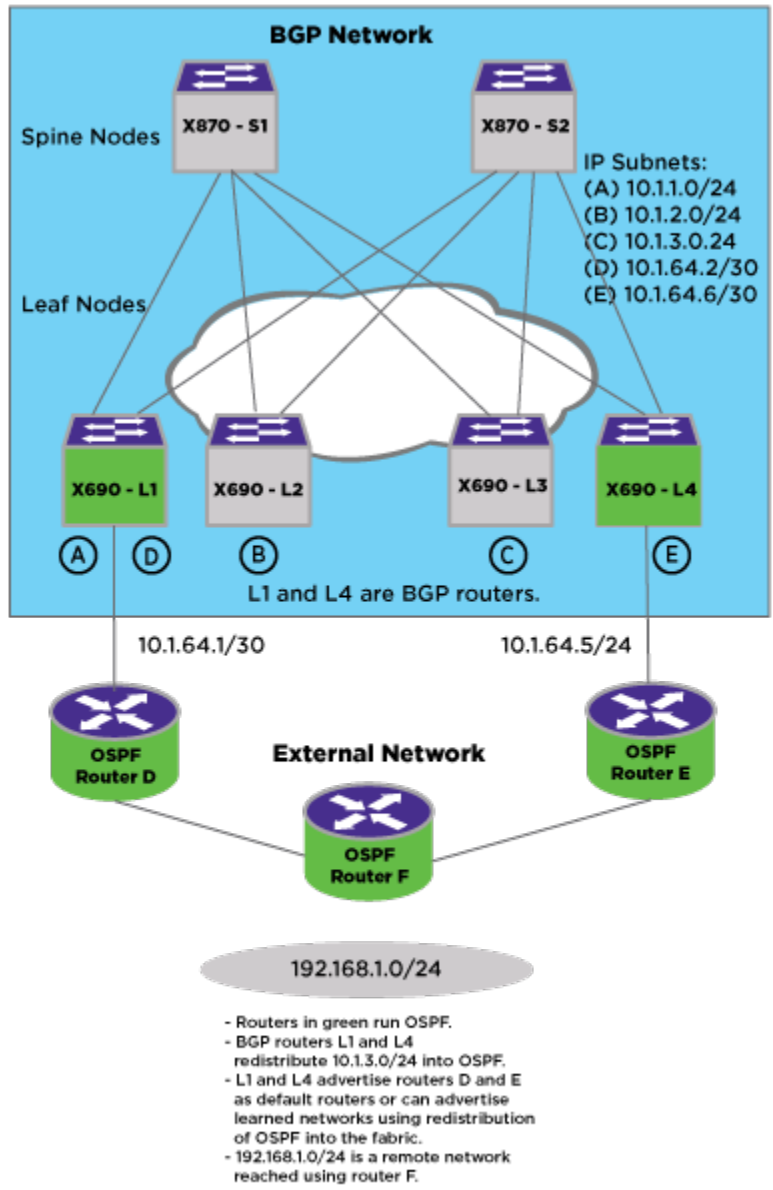 BGP Network
X870 - S1
X870 - S2
Spine Nodes
IP Subnets:
(A) 10.1.1.0/24
(B) 10.1.2.0/24
(C) 10.1.3.0.24
(D) 10.1.64.2/30
(E) 10.1.64.6/30
Leaf Nodes
X690 - L1
X690 - L2
X690 - L3
X690 - L4
A
D
B
C
E
L1 and L4 are BGP routers.
10.1.64.1/30
10.1.64.5/24
OSPF
Router D
External Network
OSPF
Router E
OSPF
Router F
192.168.1.0/24
- Routers in green run OSPF.
- BGP routers L1 and L4
redistribute 10.1.3.0/24 into OSPF.
- L1 and L4 advertise routers D and E
as default routers or can advertise
learned networks using redistribution
of OSPF into the fabric.
- 192.168.1.0/24 is a remote network
reached using router F.